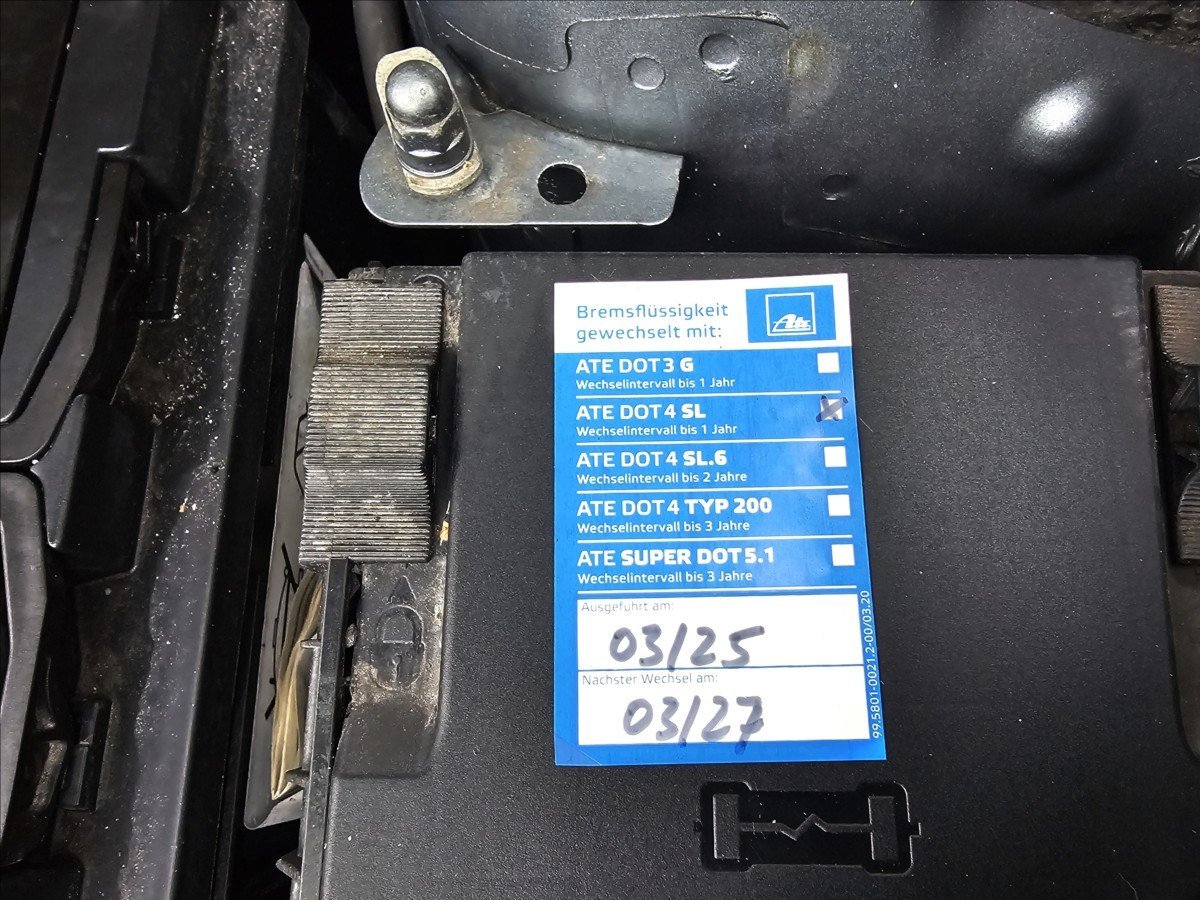 Bremsflüssigkeit
gewechselt mit:
Ate
ATE DOT 3 G
Wechselintervall bis 1 Jahr
ATE DOT 4 SL
Wechselintervall bis 1 Jahr
ATE DOT 4 SL.6
Wechselintervall bis 2 Jahre
ATE DOT 4 TYP 200
Wechselintervall bis 3 Jahre
ATE SUPER DOT 5.1
Wechselintervall bis 3 Jahre
Ausgeführt am:
03/25
Nächster Wechsel am:
03/27
99.5801-0021.2-00/03.20